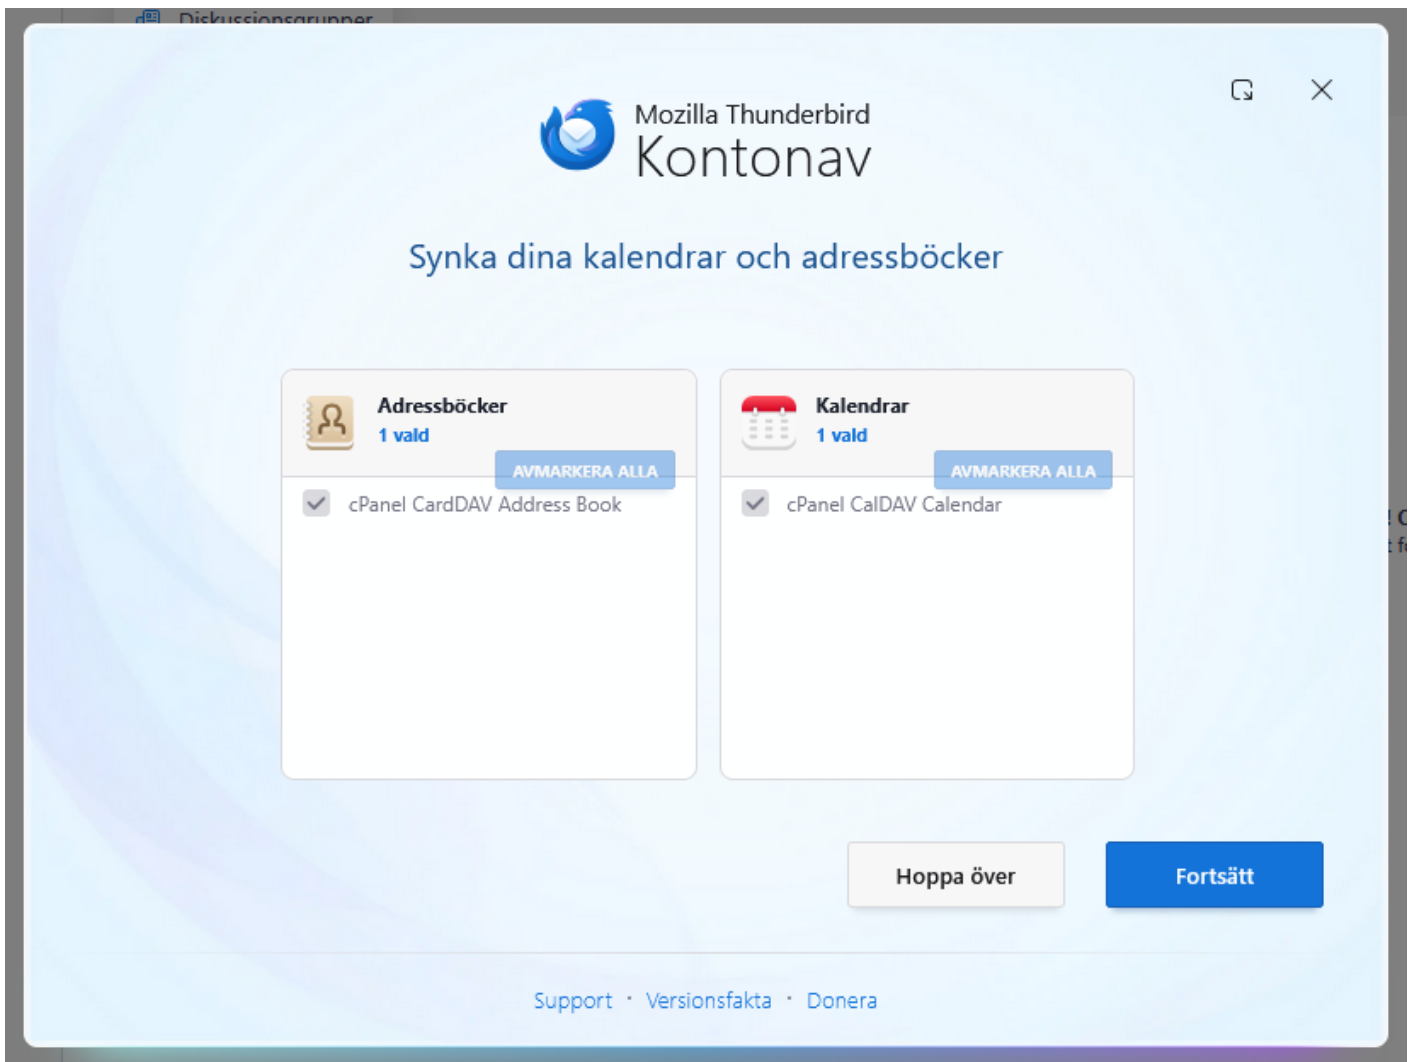 Diskussionsgrupper
Mozilla Thunderbird
Kontonav
Synka dina kalendrar och adressböcker
Adressböcker
1 vald
AVMARKERA ALLA
cPanel CardDAV Address Book
Kalendrar
1 vald
AVMARKERA ALLA
cPanel CalDAV Calendar
Hoppa över
Fortsätt
Support · Versionsfakta · Donera